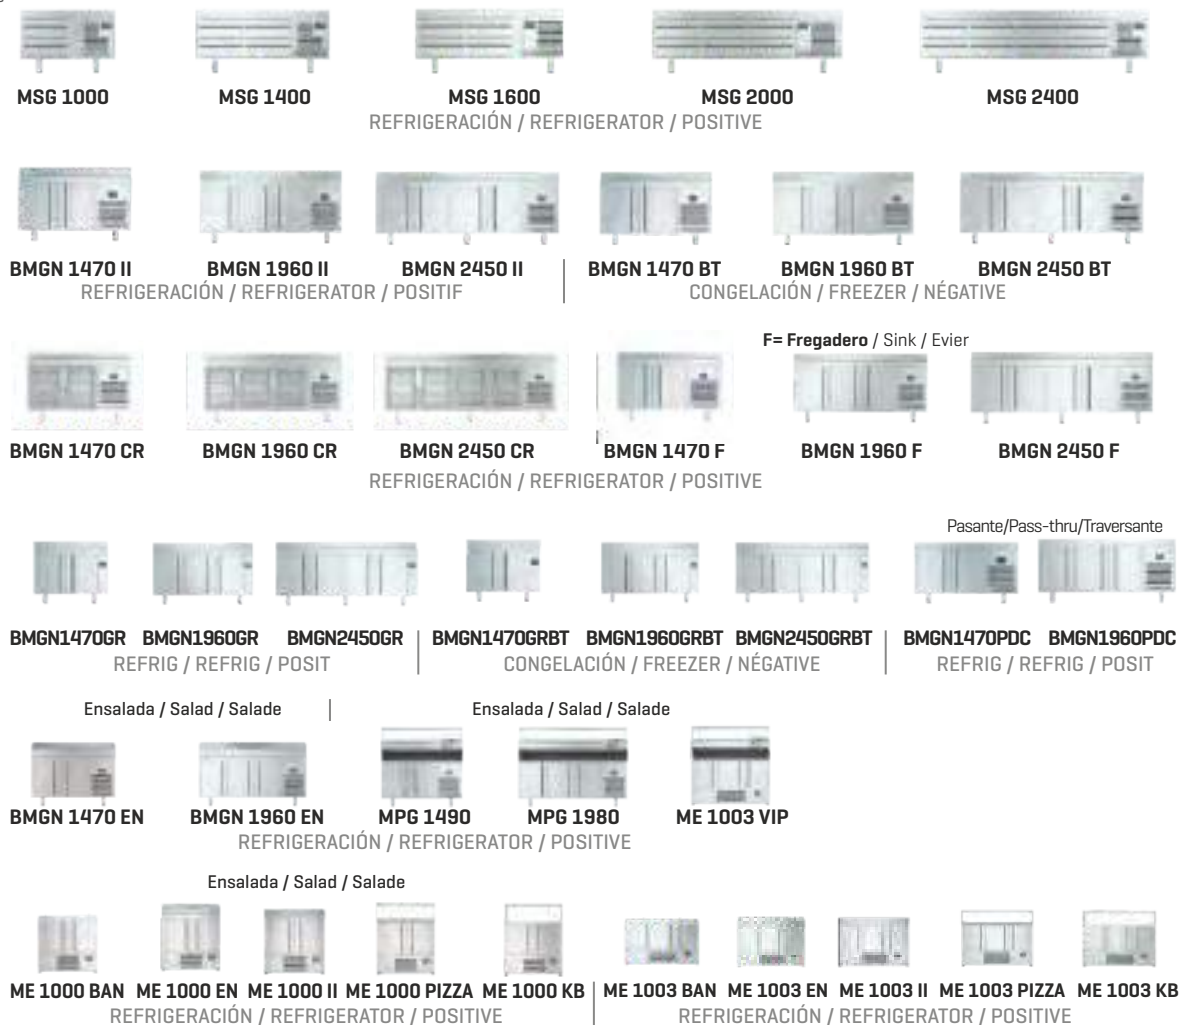 MSG 1000 MSG 1400 MSG 1600 MSG 2000 MSG 2400
REFRIGERACIÓN / REFRIGERATOR / POSITIVE
BMGN 1470 II BMGN 1960 II BMGN 2450 II BMGN 1470 BT BMGN 1960 BT BMGN 2450 BT
REFRIGERACIÓN / REFRIGERATOR / POSITIF CONGELACIÓN / FREEZER / NÉGATIVE
F= Fregadero / Sink / Evier
BMGN 1470 CR BMGN 1960 CR BMGN 2450 CR BMGN 1470 F BMGN 1960 F BMGN 2450 F
REFRIGERACIÓN / REFRIGERATOR / POSITIVE
Pasante/Pass-thru/Traversante
BMGN1470GR BMGN1960GR BMGN2450GR BMGN1470GRBT BMGN1960GRBT BMGN2450GRBT BMGN1470PDC BMGN1960PDC
REFRIG / REFRIG / POSIT CONGELACIÓN / FREEZER / NÉGATIVE REFRIG / REFRIG / POSIT
Ensalada / Salad / Salade Ensalada / Salad / Salade
BMGN 1470 EN BMGN 1960 EN MPG 1490 MPG 1980 ME 1003 VIP
REFRIGERACIÓN / REFRIGERATOR / POSITIVE
Ensalada / Salad / Salade
ME 1000 BAN ME 1000 EN ME 1000 II ME 1000 PIZZA ME 1000 KB ME 1003 BAN ME 1003 EN ME 1003 II ME 1003 PIZZA ME 1003 KB
REFRIGERACIÓN / REFRIGERATOR / POSITIVE REFRIGERACIÓN / REFRIGERATOR / POSITIVE